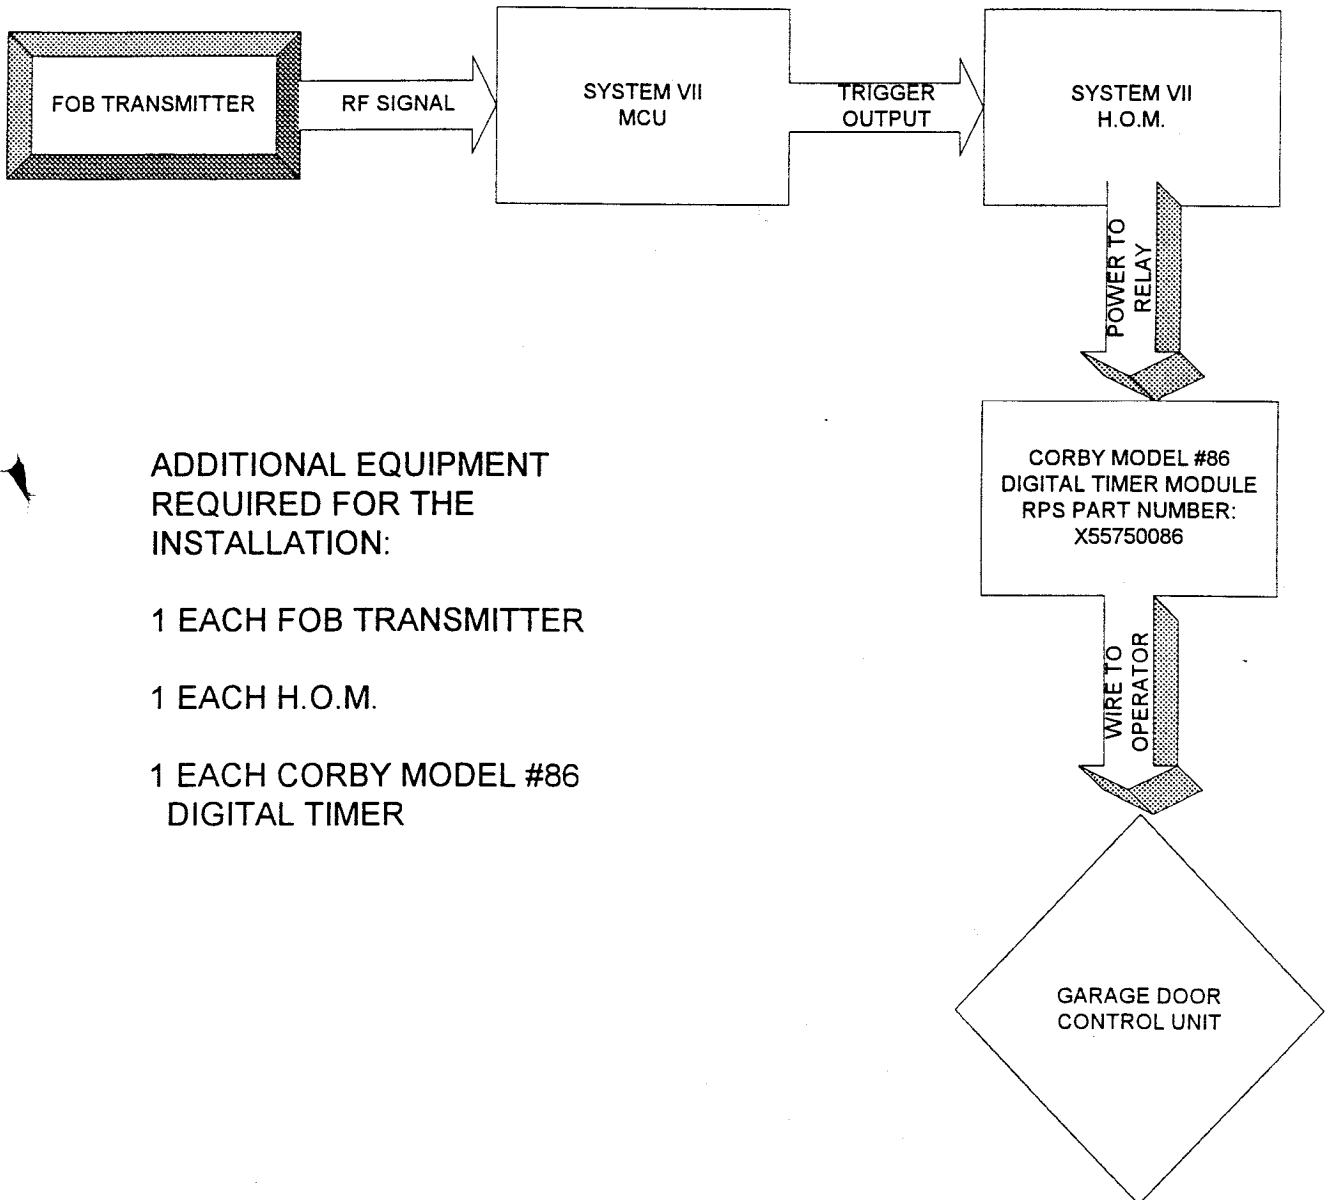 FOB TRANSMITTER
RF SIGNAL
SYSTEM VII
MCU
TRIGGER
OUTPUT
SYSTEM VII
H.O.M.
POWER TO
RELAY
CORBY MODEL #86
DIGITAL TIMER MODULE
RPS PART NUMBER:
X55750086
WIRE TO
OPERATOR
GARAGE DOOR
CONTROL UNIT
ADDITIONAL EQUIPMENT
REQUIRED FOR THE
INSTALLATION:
1 EACH FOB TRANSMITTER
1 EACH H.O.M.
1 EACH CORBY MODEL #86
DIGITAL TIMER